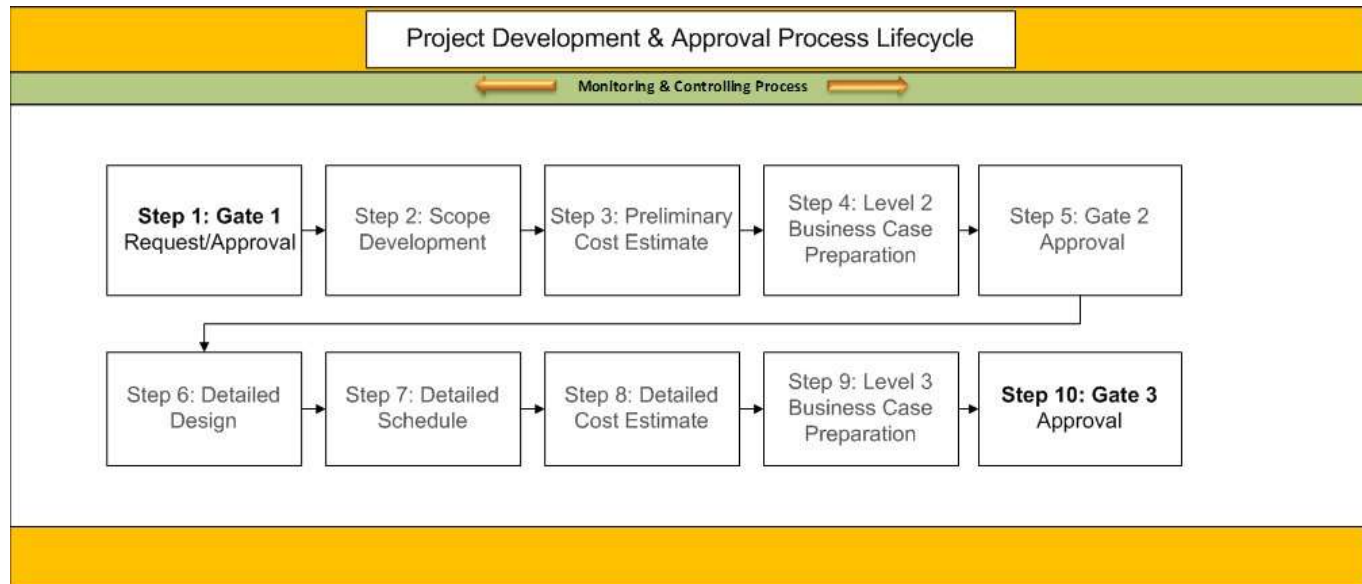 Project Development & Approval Process Lifecycle
Monitoring & Controlling Process
Step 1: Gate 1
Request/Approval
Step 2: Scope
Development
Step 3: Preliminary
Cost Estimate
Step 4: Level 2
Business Case
Preparation
Step 5: Gate 2
Approval
Step 6: Detailed
Design
Step 7: Detailed
Schedule
Step 8: Detailed
Cost Estimate
Step 9: Level 3
Business Case
Preparation
Step 10: Gate 3
Approval